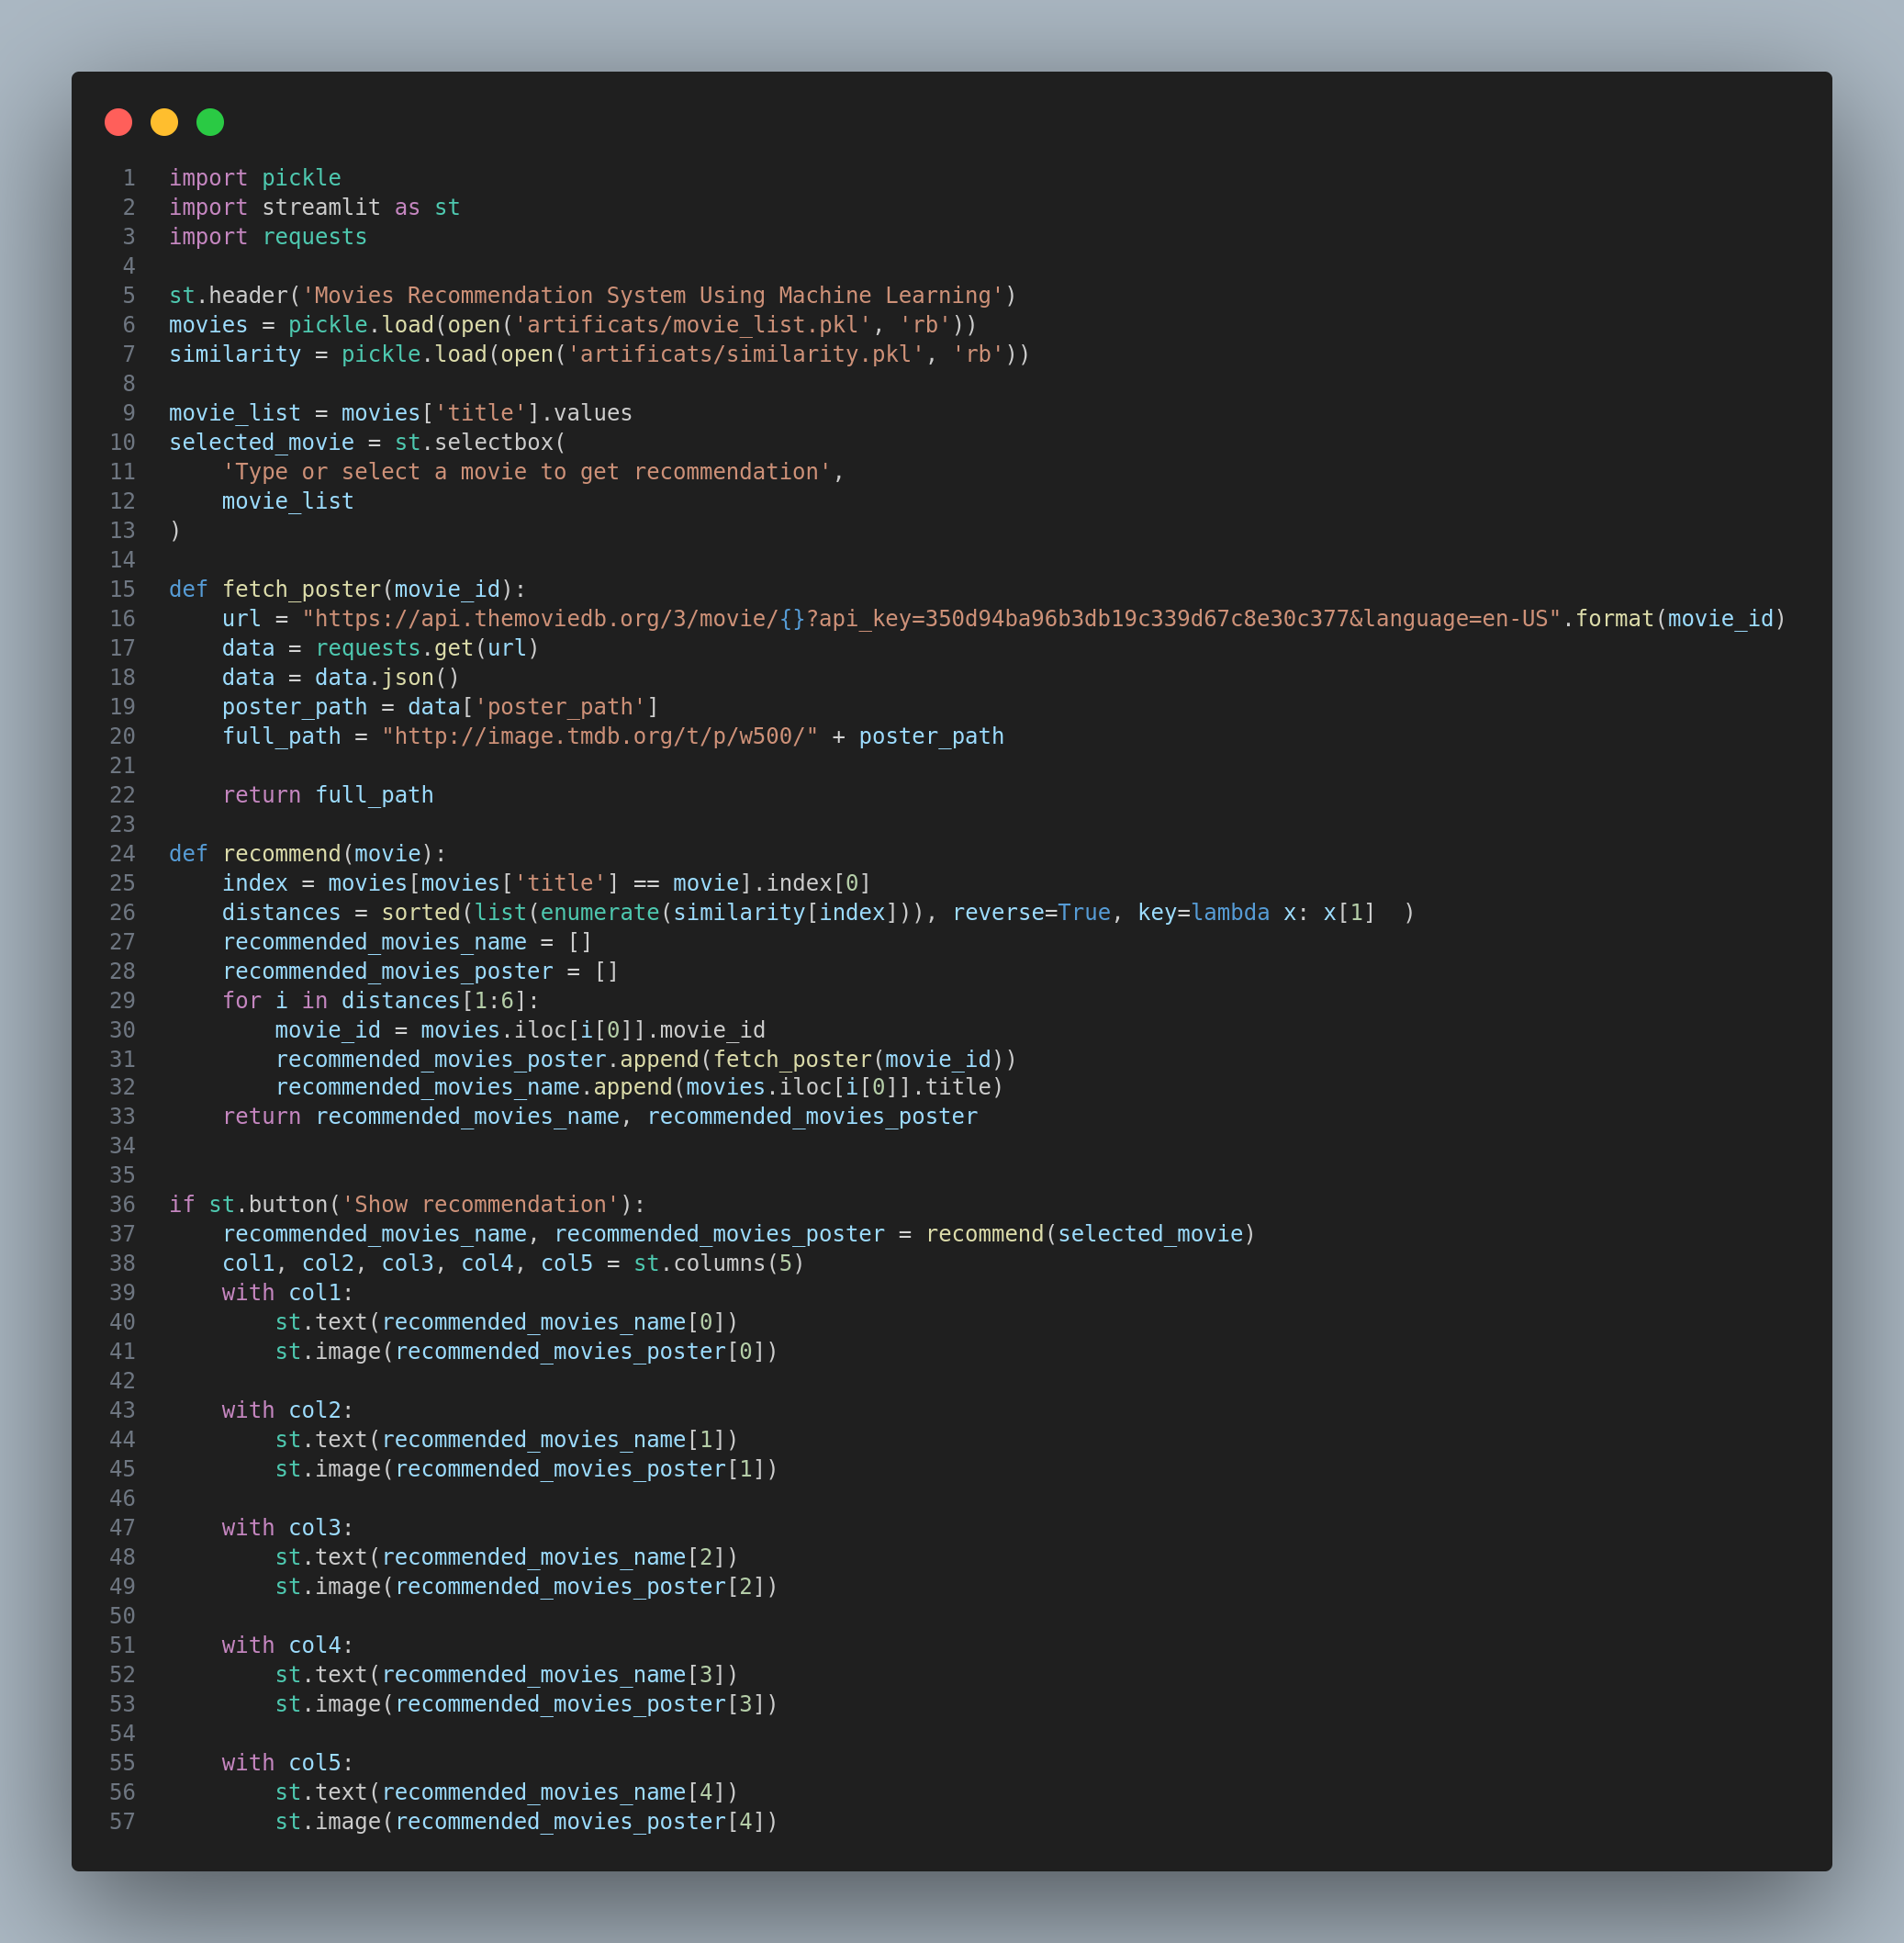 1 import pickle
2 import streamlit as st
3 import requests
4
5 st.header('Movies Recommendation System Using Machine Learning')
6 movies = pickle.load(open('artificats/movie_list.pkl', 'rb'))
7 similarity = pickle.load(open('artificats/similarity.pkl', 'rb'))
8
9 movie_list = movies['title'].values
10 selected_movie = st.selectbox(
11     'Type or select a movie to get recommendation',
12     movie_list
13 )
14
15 def fetch_poster(movie_id):
16     url = "https://api.themoviedb.org/3/movie/{}?api_key=350d94ba96b3db19c339d67c8e30c377&language=en-US".format(movie_id)
17     data = requests.get(url)
18     data = data.json()
19     poster_path = data['poster_path']
20     full_path = "http://image.tmdb.org/t/p/w500/" + poster_path
21
22     return full_path
23
24 def recommend(movie):
25     index = movies[movies['title'] == movie].index[0]
26     distances = sorted(list(enumerate(similarity[index])), reverse=True, key=lambda x: x[1]  )
27     recommended_movies_name = []
28     recommended_movies_poster = []
29     for i in distances[1:6]:
30         movie_id = movies.iloc[i[0]].movie_id
31         recommended_movies_poster.append(fetch_poster(movie_id))
32         recommended_movies_name.append(movies.iloc[i[0]].title)
33     return recommended_movies_name, recommended_movies_poster
34
35
36 if st.button('Show recommendation'):
37     recommended_movies_name, recommended_movies_poster = recommend(selected_movie)
38     col1, col2, col3, col4, col5 = st.columns(5)
39     with col1:
40         st.text(recommended_movies_name[0])
41         st.image(recommended_movies_poster[0])
42
43     with col2:
44         st.text(recommended_movies_name[1])
45         st.image(recommended_movies_poster[1])
46
47     with col3:
48         st.text(recommended_movies_name[2])
49         st.image(recommended_movies_poster[2])
50
51     with col4:
52         st.text(recommended_movies_name[3])
53         st.image(recommended_movies_poster[3])
54
55     with col5:
56         st.text(recommended_movies_name[4])
57         st.image(recommended_movies_poster[4])